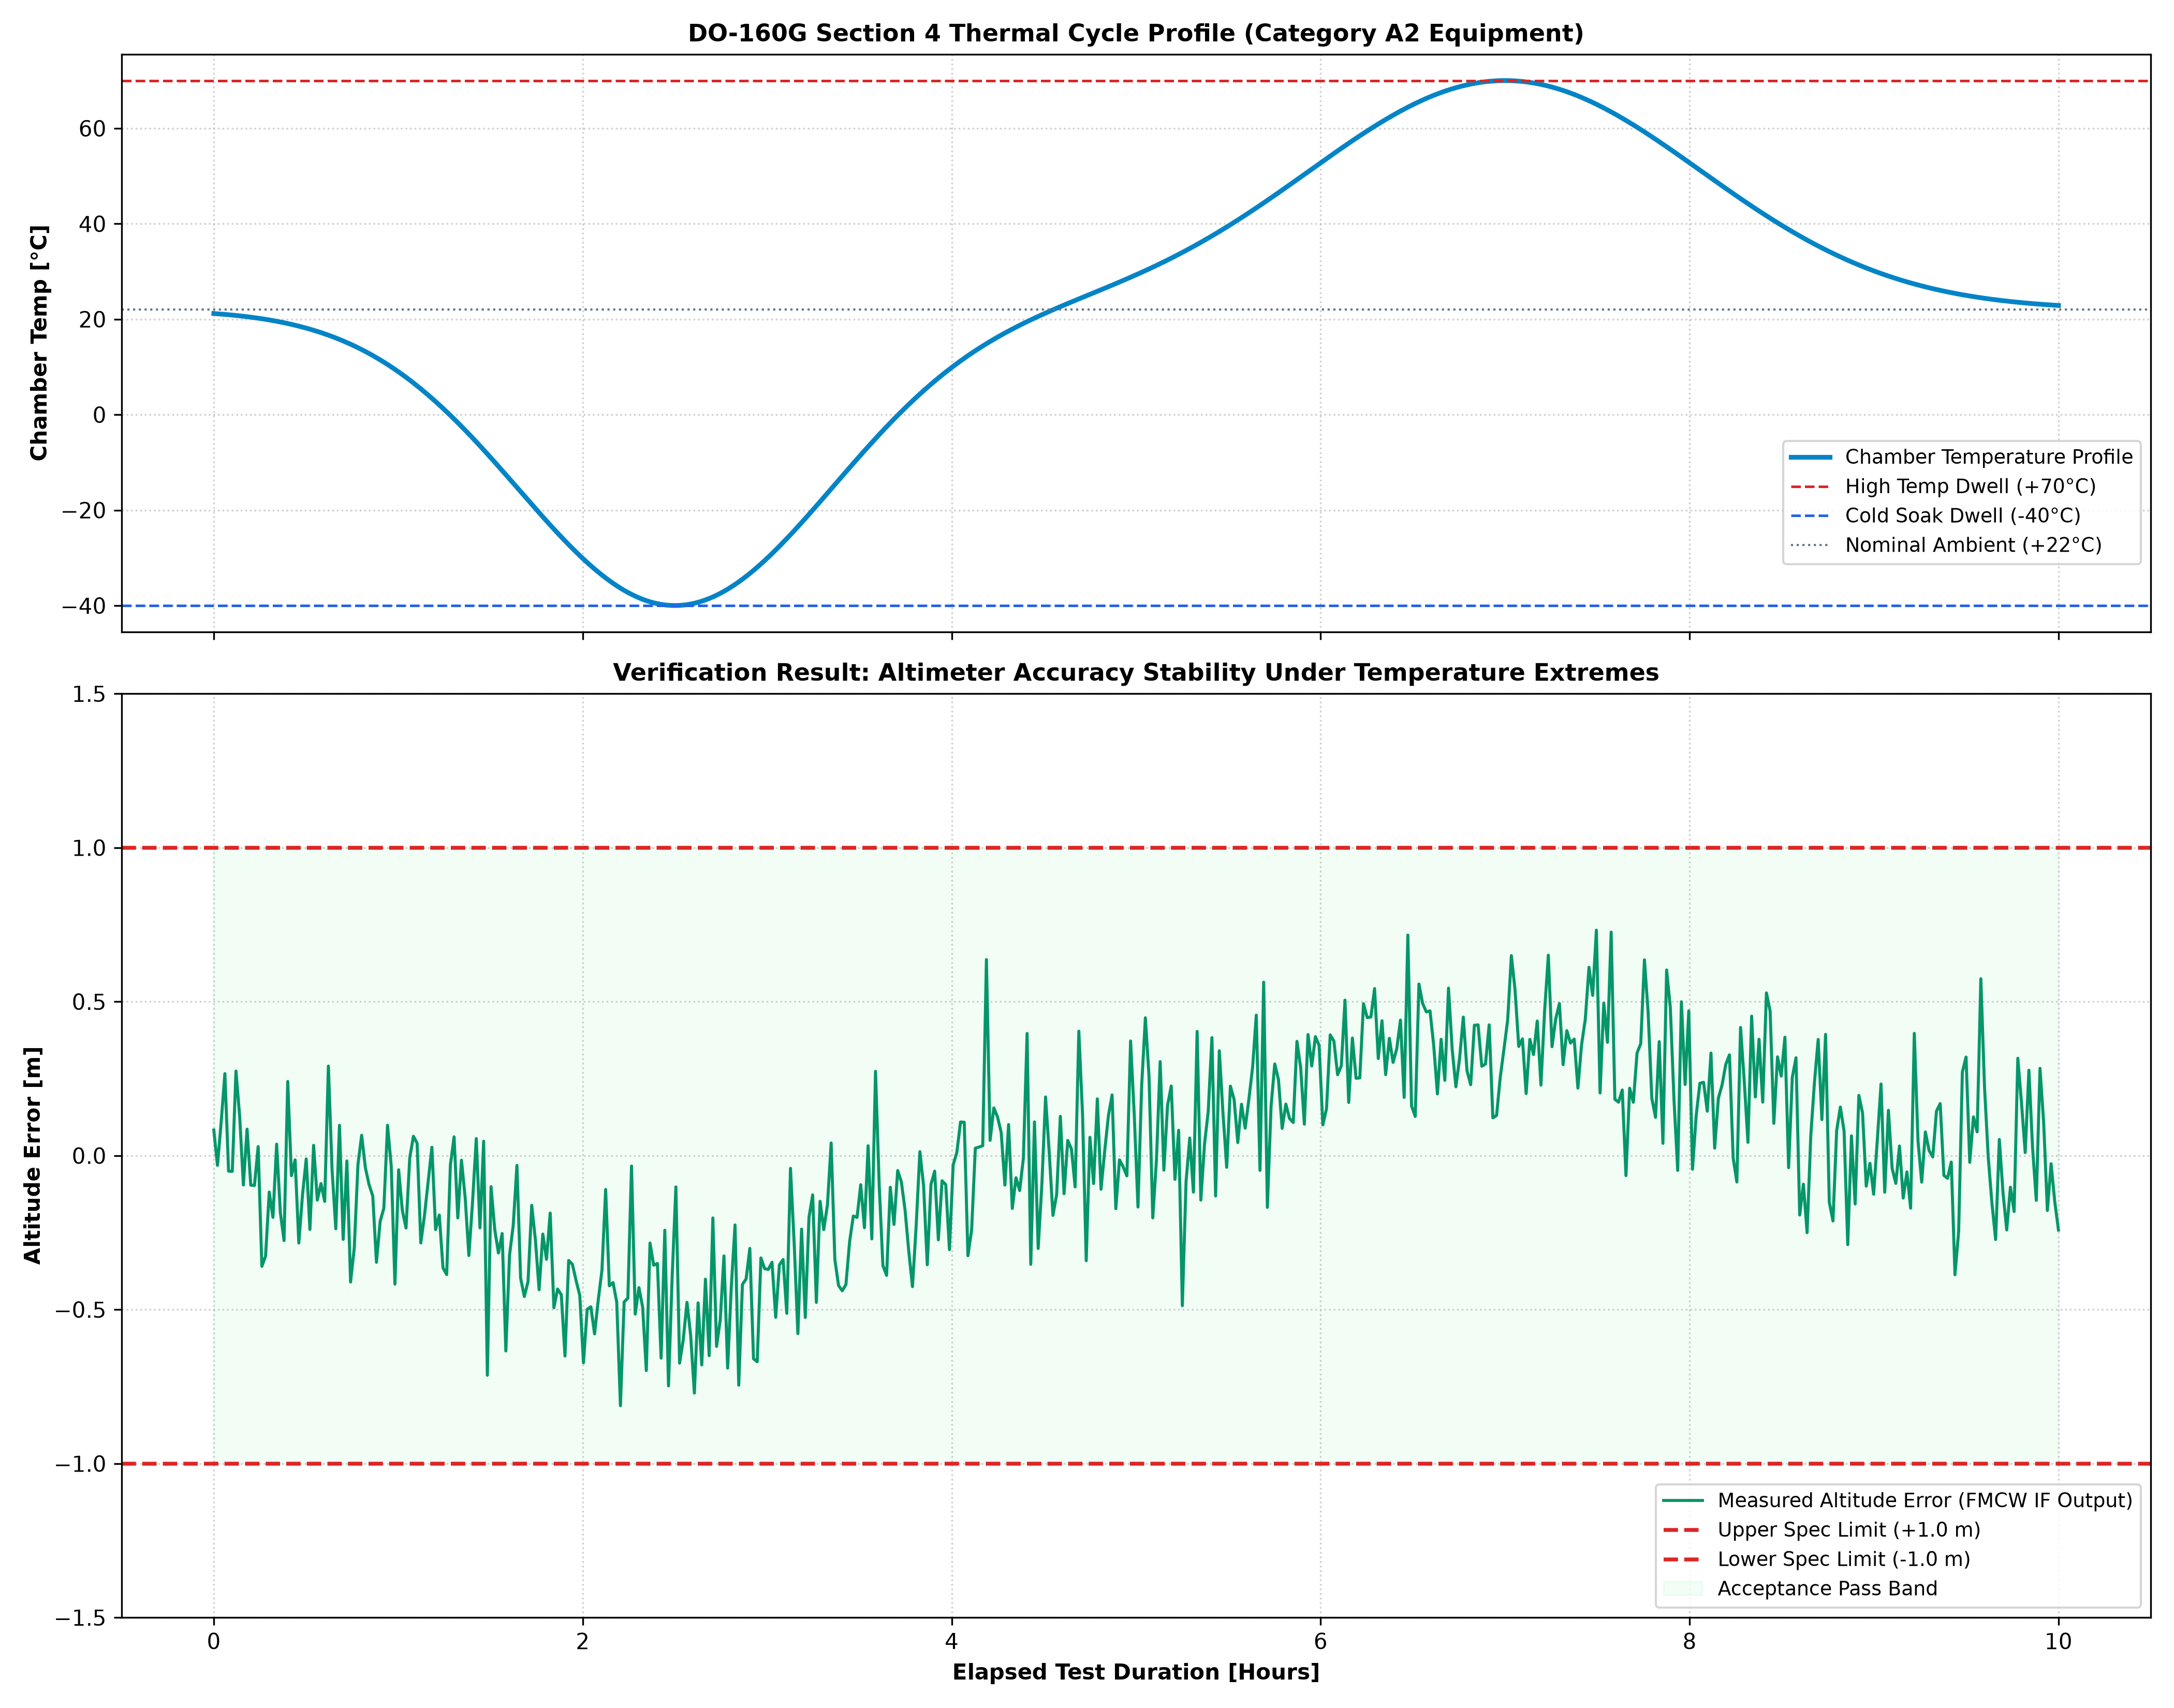 DO-160G Section 4 Thermal Cycle Profile (Category A2 Equipment)
Chamber Temp [°C]
60
40
20
0
−20
−40
Chamber Temperature Profile
High Temp Dwell (+70°C)
Cold Soak Dwell (-40°C)
Nominal Ambient (+22°C)
Verification Result: Altimeter Accuracy Stability Under Temperature Extremes
Altitude Error [m]
1.5
1.0
0.5
0.0
−0.5
−1.0
−1.5
Measured Altitude Error (FMCW IF Output)
Upper Spec Limit (+1.0 m)
Lower Spec Limit (-1.0 m)
Acceptance Pass Band
0 2 4 6 8 10
Elapsed Test Duration [Hours]